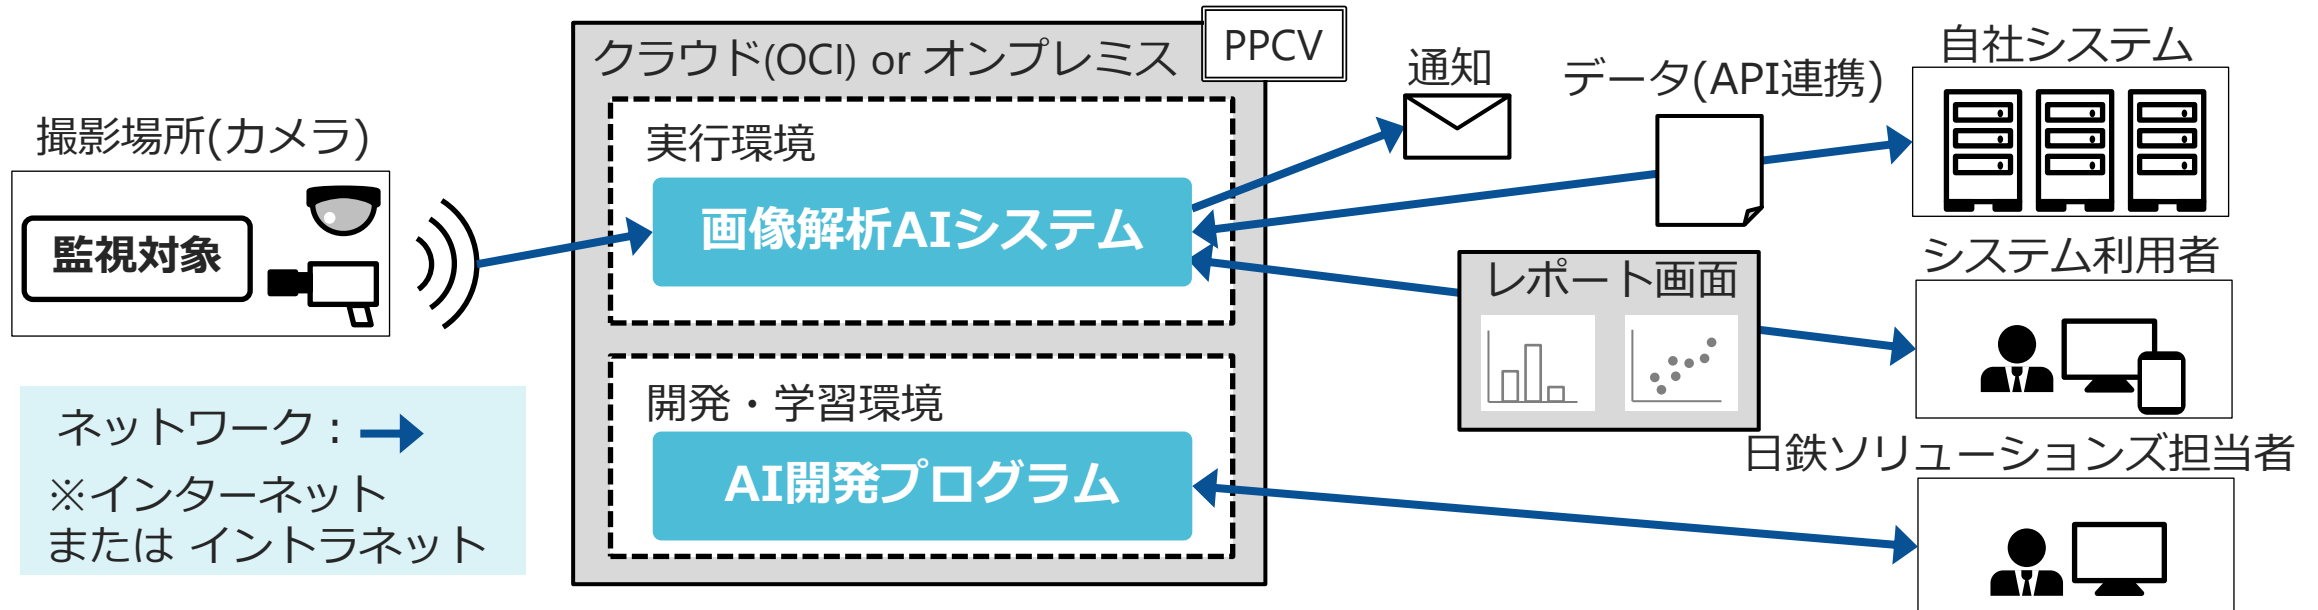 撮影場所(カメラ)
監視対象
ネットワーク:
※インターネット
または イントラネット
クラウド(OCI) or オンプレミス
PPCV
実行環境
画像解析AIシステム
開発・学習環境
AI開発プログラム
通知
データ(API連携)
自社システム
レポート画面
システム利用者
日鉄ソリューションズ担当者